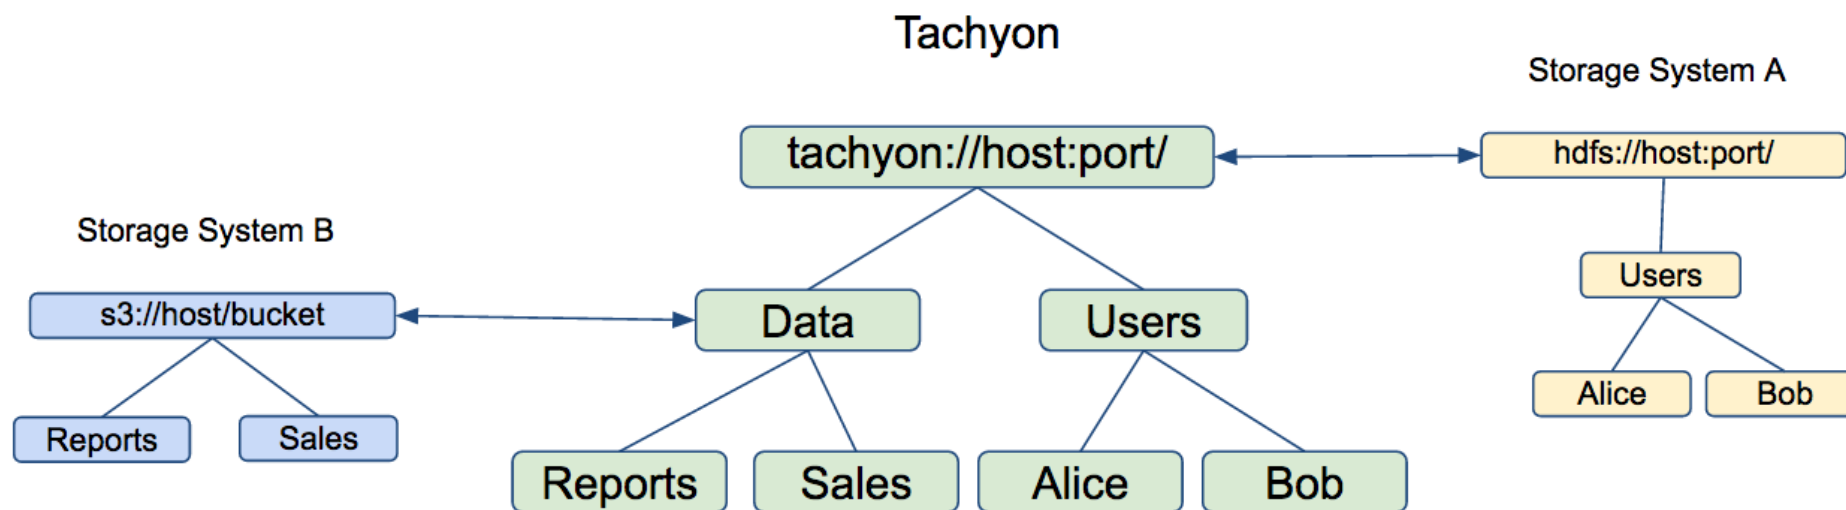 Tachyon
Storage System A
tachyon://host:port/
hdfs://host:port/
Storage System B
Users
s3://host/bucket
Data
Users
Alice
Bob
Reports
Sales
Reports
Sales
Alice
Bob